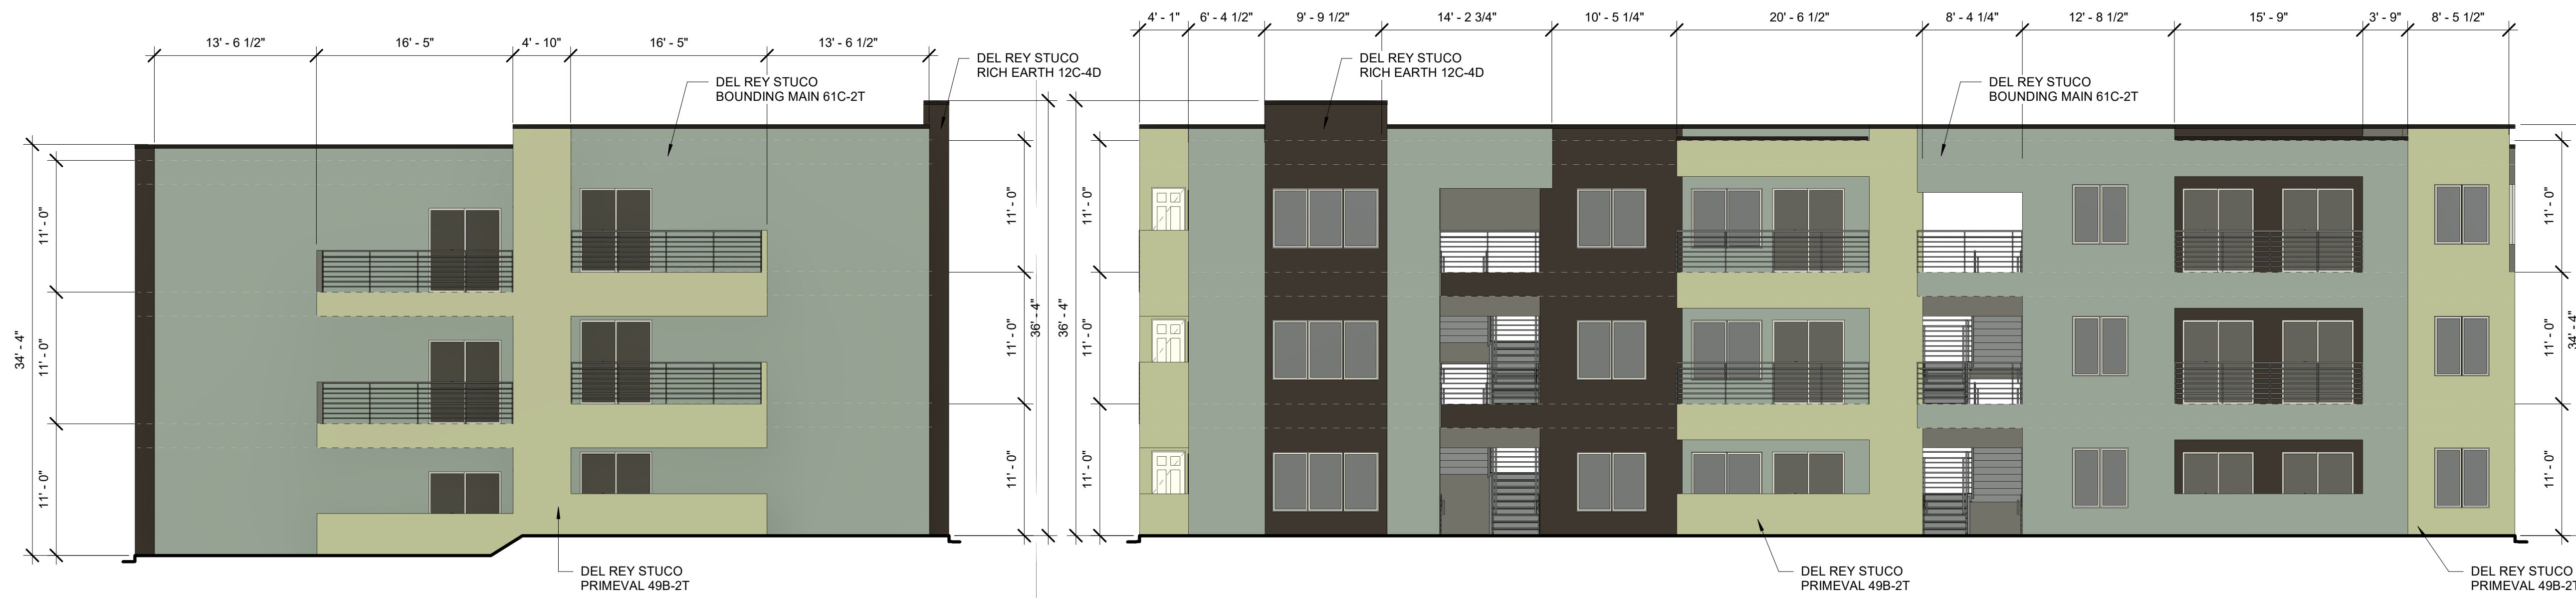 13' - 6 1/2"
16' - 5"
4' - 10"
16' - 5"
13' - 6 1/2"
4' - 1"
6' - 4 1/2"
9' - 9 1/2"
14' - 2 3/4"
10' - 5 1/4"
20' - 6 1/2"
8' - 4 1/4"
12' - 8 1/2"
15' - 9"
3' - 9"
8' - 5 1/2"
DEL REY STUCO
RICH EARTH 12C-4D
DEL REY STUCO
BOUNDING MAIN 61C-2T
DEL REY STUCO
RICH EARTH 12C-4D
DEL REY STUCO
BOUNDING MAIN 61C-2T
34' - 4"
11' - 0"
11' - 0"
11' - 0"
11' - 0"
11' - 0"
11' - 0"
36' - 4"
36' - 4"
11' - 0"
11' - 0"
11' - 0"
11' - 0"
11' - 0"
11' - 0"
34' - 4"
DEL REY STUCO
PRIMEVAL 49B-2T
DEL REY STUCO
PRIMEVAL 49B-2T
DEL REY STUCO
PRIMEVAL 49B-2T